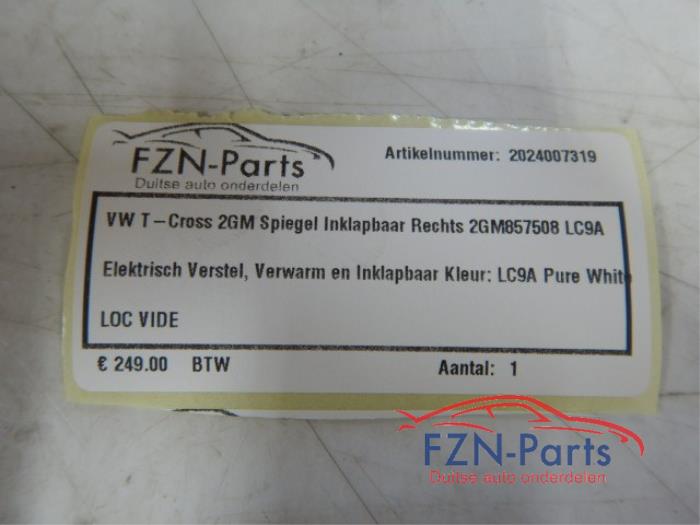 FZN-Parts
Duitse auto onderdelen
Artikelnummer: 2024007319
VW T-Cross 2GM Spiegel Inklapbaar Rechts 2GM857508 LC9A
Elektrisch Verstel, Verwarm en Inklapbaar Kleur: LC9A Pure White
LOC VIDE
€ 249.00 BTW Aantal: 1
FZN-Parts
Duitse auto onderdelen